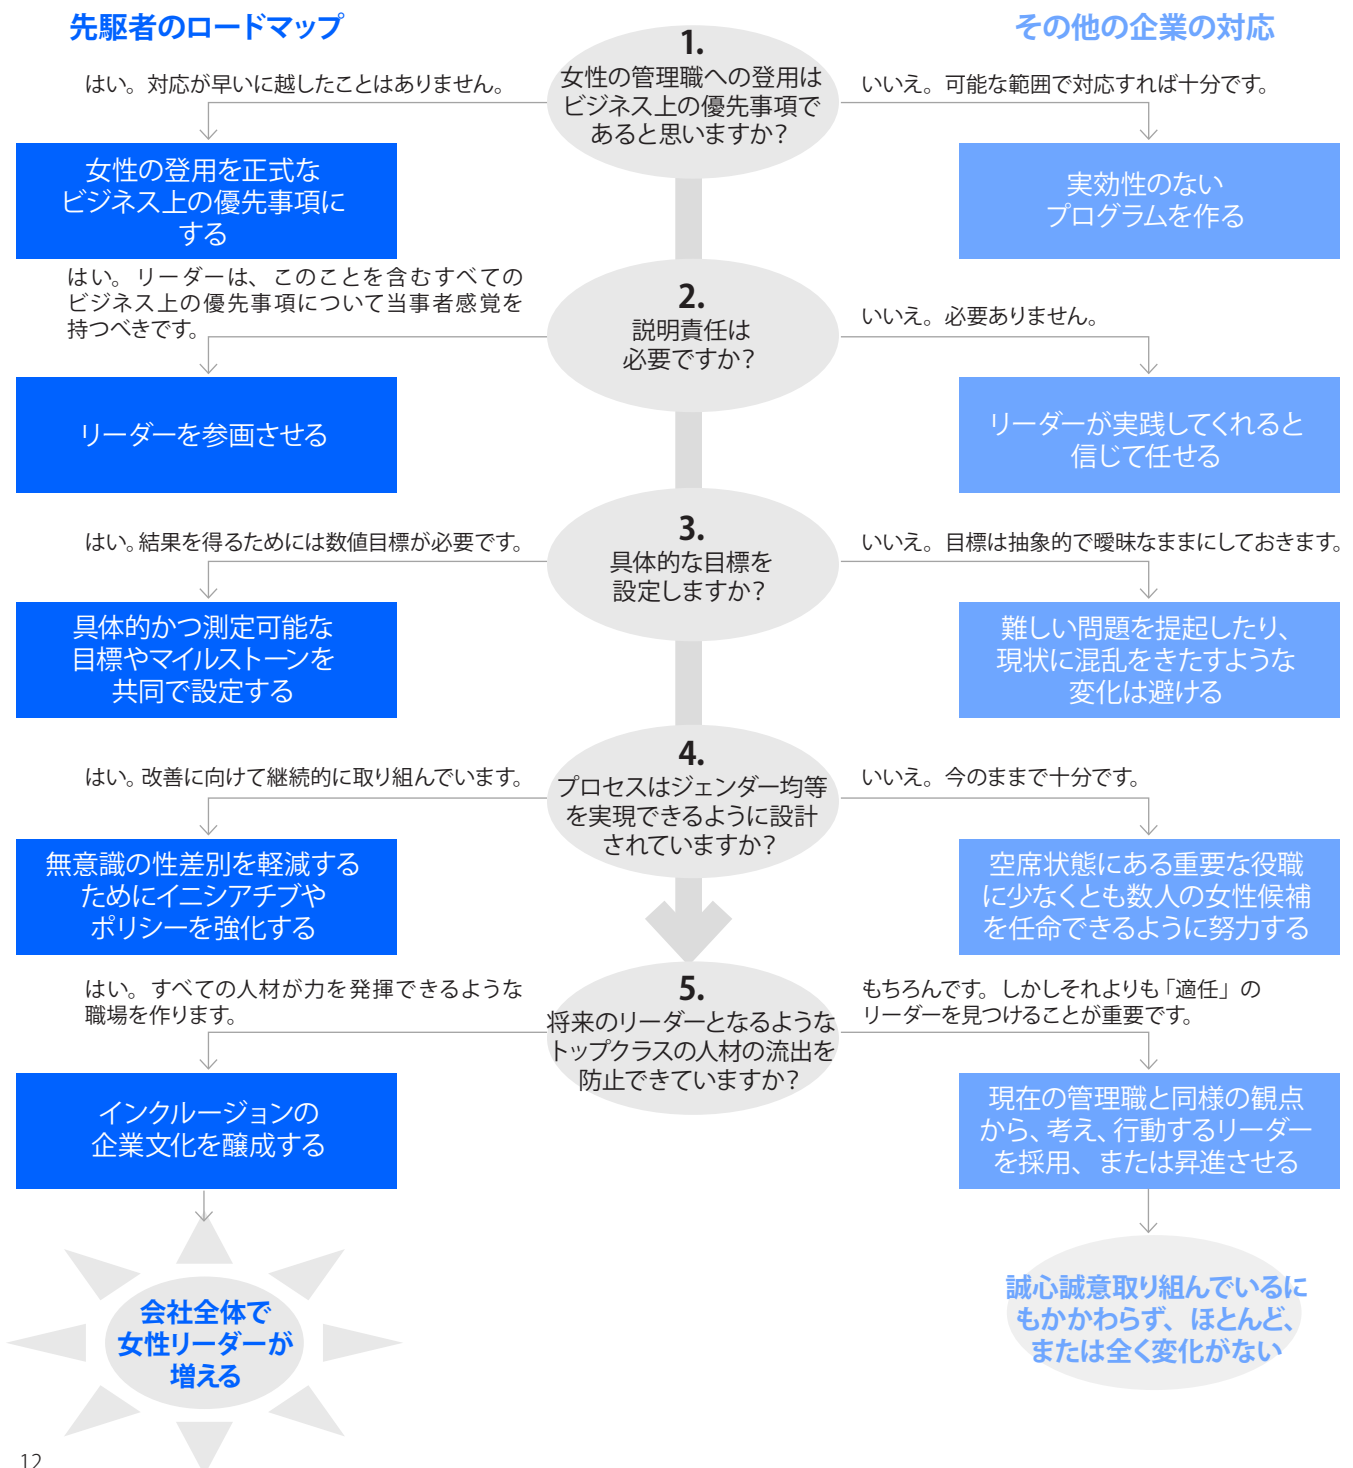 先駆者のロードマップ
その他の企業の対応
1.
女性の管理職への登用は
ビジネス上の優先事項で
あると思いますか？
はい。対応が早いに越したことはありません。
いいえ。可能な範囲で対応すれば十分です。
女性の登用を正式な
ビジネス上の優先事項に
する
実効性のない
プログラムを作る
2.
説明責任は
必要ですか？
はい。リーダーは、このことを含むすべての
ビジネス上の優先事項について当事者感覚を
持つべきです。
いいえ。必要ありません。
リーダーを参画させる
リーダーが実践してくれると
信じて任せる
3.
具体的な目標を
設定しますか？
はい。結果を得るためには数値目標が必要です。
いいえ。目標は抽象的で曖昧なままにしておきます。
具体的かつ測定可能な
目標やマイルストーンを
共同で設定する
難しい問題を提起したり、
現状に混乱をきたすような
変化は避ける
4.
プロセスはジェンダー均等
を実現できるように設計
されていますか？
はい。改善に向けて継続的に取り組んでいます。
いいえ。今のままで十分です。
無意識の性差別を軽減する
ためにイニシアチブや
ポリシーを強化する
空席状態にある重要な役職
に少なくとも数人の女性候補
を任命できるように努力する
5.
将来のリーダーとなるような
トップクラスの人材の流出を
防止できていますか？
はい。すべての人材が力を発揮できるような
職場を作ります。
もちろんです。しかしそれよりも「適任」の
リーダーを見つけることが重要です。
インクルージョンの
企業文化を醸成する
現在の管理職と同様の観点
から、考え、行動するリーダー
を採用、または昇進させる
会社全体で
女性リーダーが
増える
誠心誠意取り組んでいるに
もかかわらず、ほとんど、
または全く変化がない
12